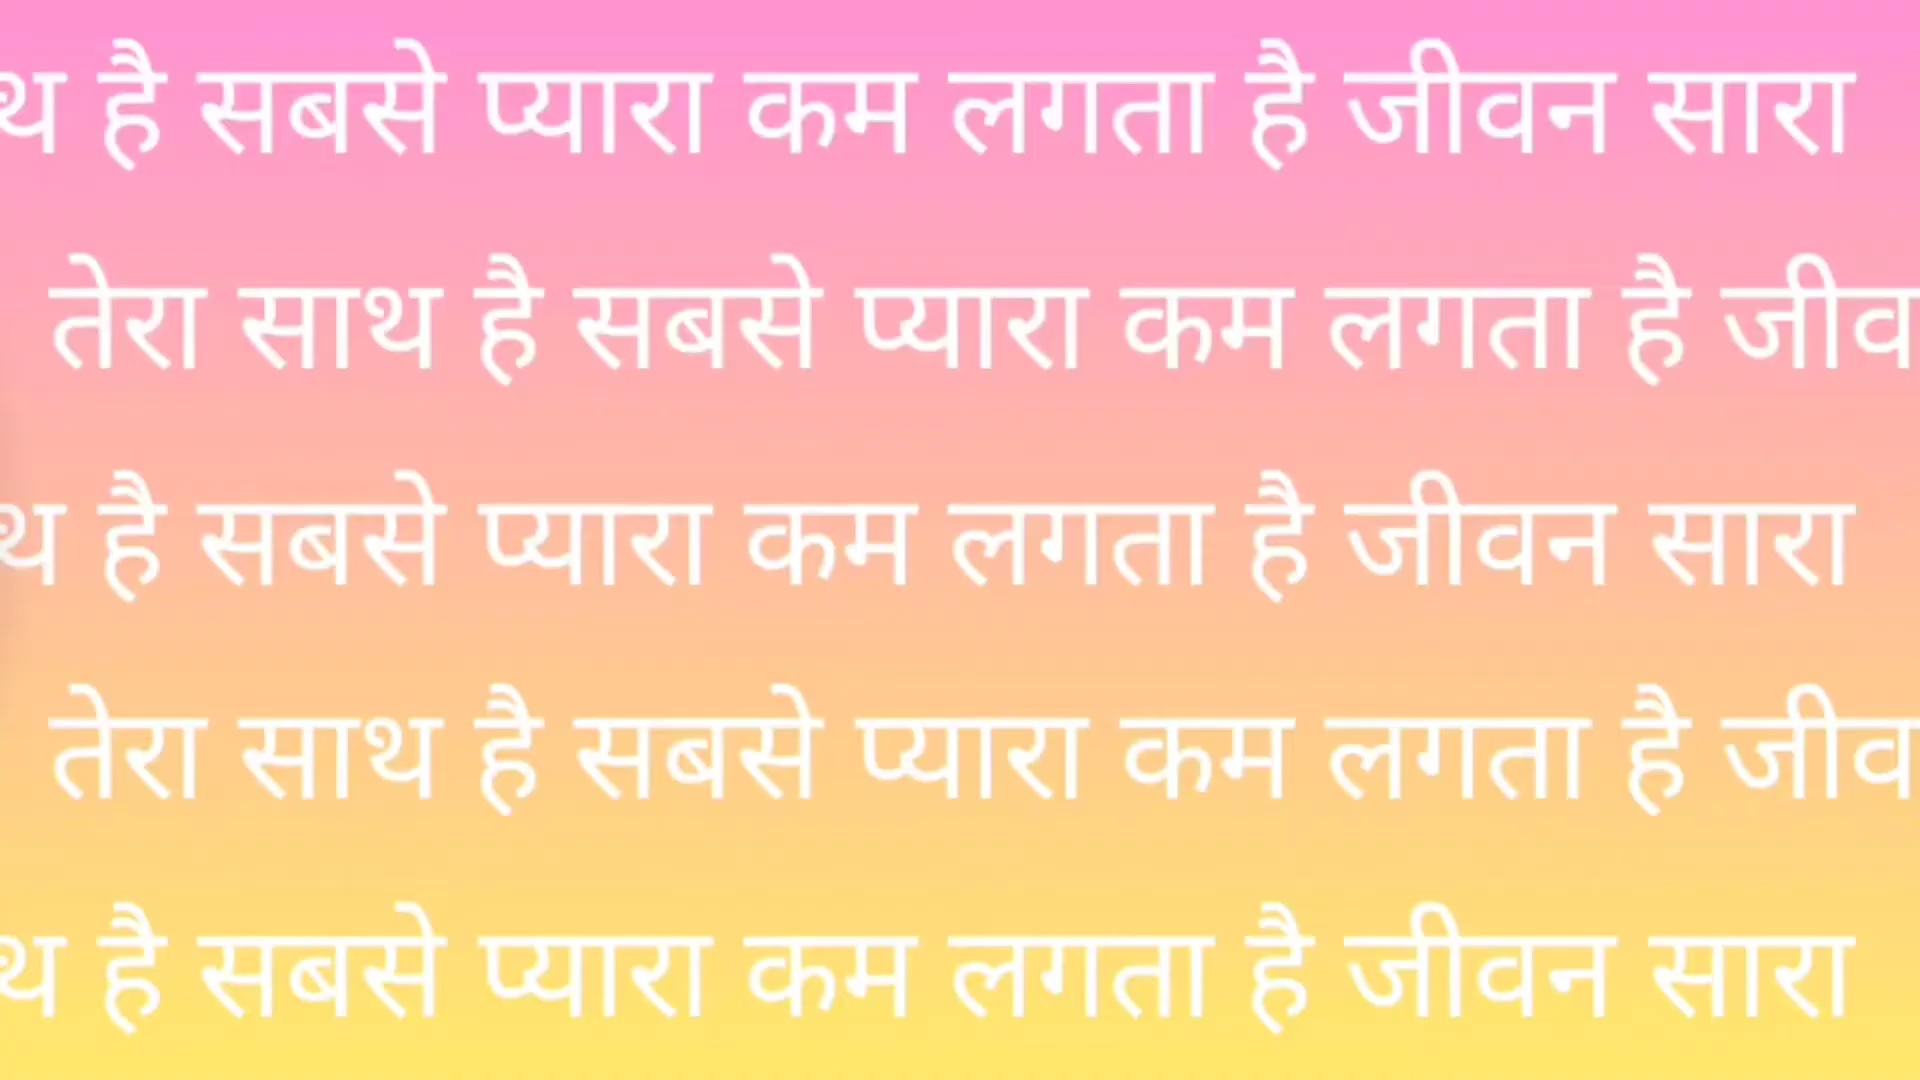 थ है सबसे प्यारा कम लगता है जीवन सारा
तेरा साथ है सबसे प्यारा कम लगता है जीव
थ है सबसे प्यारा कम लगता है जीवन सारा
तेरा साथ है सबसे प्यारा कम लगता है जीव
थ है सबसे प्यारा कम लगता है जीवन सारा